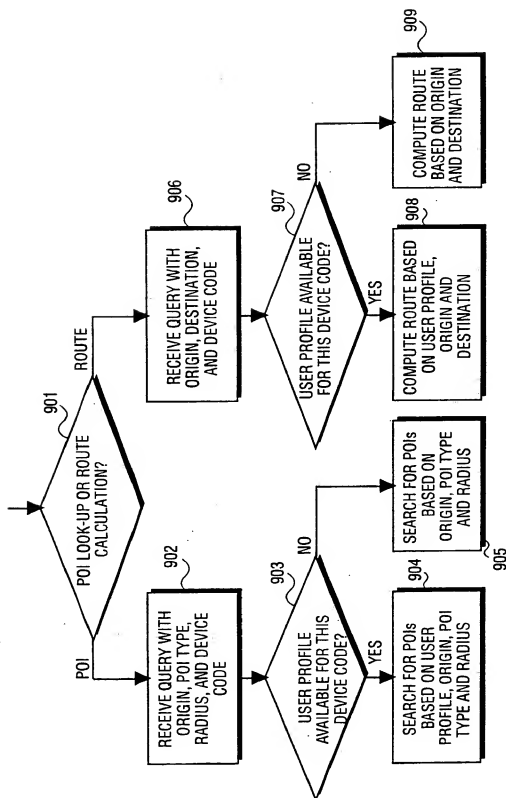 901
POI LOOK-UP OR ROUTE
CALCULATION?
POI
ROUTE
902
RECEIVE QUERY WITH
ORIGIN, POI TYPE,
RADIUS, AND DEVICE
CODE
903
USER PROFILE
AVAILABLE FOR THIS
DEVICE CODE?
NO
YES
904
SEARCH FOR POIs
BASED ON USER
PROFILE, ORIGIN, POI
TYPE AND RADIUS
SEARCH FOR POIs
BASED ON
ORIGIN, POI TYPE
AND RADIUS
905
906
RECEIVE QUERY WITH
ORIGIN, DESTINATION,
AND DEVICE CODE
907
USER PROFILE AVAILABLE
FOR THIS DEVICE CODE?
NO
YES
908
COMPUTE ROUTE BASED
ON USER PROFILE,
ORIGIN AND
DESTINATION
909
COMPUTE ROUTE
BASED ON ORIGIN
AND DESTINATION